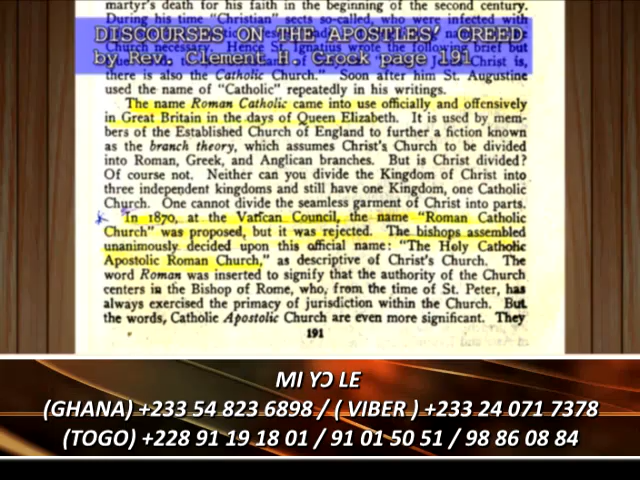 martyr's death for his faith in the beginning of the second century.
During his time "Christian" sects so-called, who were infected with
DISCOURSES ON THE APOSTLES' CREED
Church necessary. Hence St. Ignatius wrote the following brief but
by Rev. Clement H. Crock page 191
there is also the Catholic Church." Soon after him St. Augustine
used the name of "Catholic" repeatedly in his writings.
The name Roman Catholic came into use officially and offensively
in Great Britain in the days of Queen Elizabeth. It is used by mem-
bers of the Established Church of England to further a fiction known
as the branch theory, which assumes Christ's Church to be divided
into Roman, Greek, and Anglican branches. But is Christ divided?
Of course not. Neither can you divide the Kingdom of Christ into
three independent kingdoms and still have one Kingdom, one Catholic
Church. One cannot divide the seamless garment of Christ into parts.
In 1870, at the Vatican Council, the name "Roman Catholic
Church" was proposed, but it was rejected. The bishops assembled
unanimously decided upon this official name: "The Holy Catholic
Apostolic Roman Church," as descriptive of Christ's Church. The
word Roman was inserted to signify that the authority of the Church
centers in the Bishop of Rome, who, from the time of St. Peter, has
always exercised the primacy of jurisdiction within the Church. But
the words, Catholic Apostolic Church are even more significant. They
191
MI YƆ LE
(GHANA) +233 54 823 6898 / ( VIBER ) +233 24 071 7378
(TOGO) +228 91 19 18 01 / 91 01 50 51 / 98 86 08 84